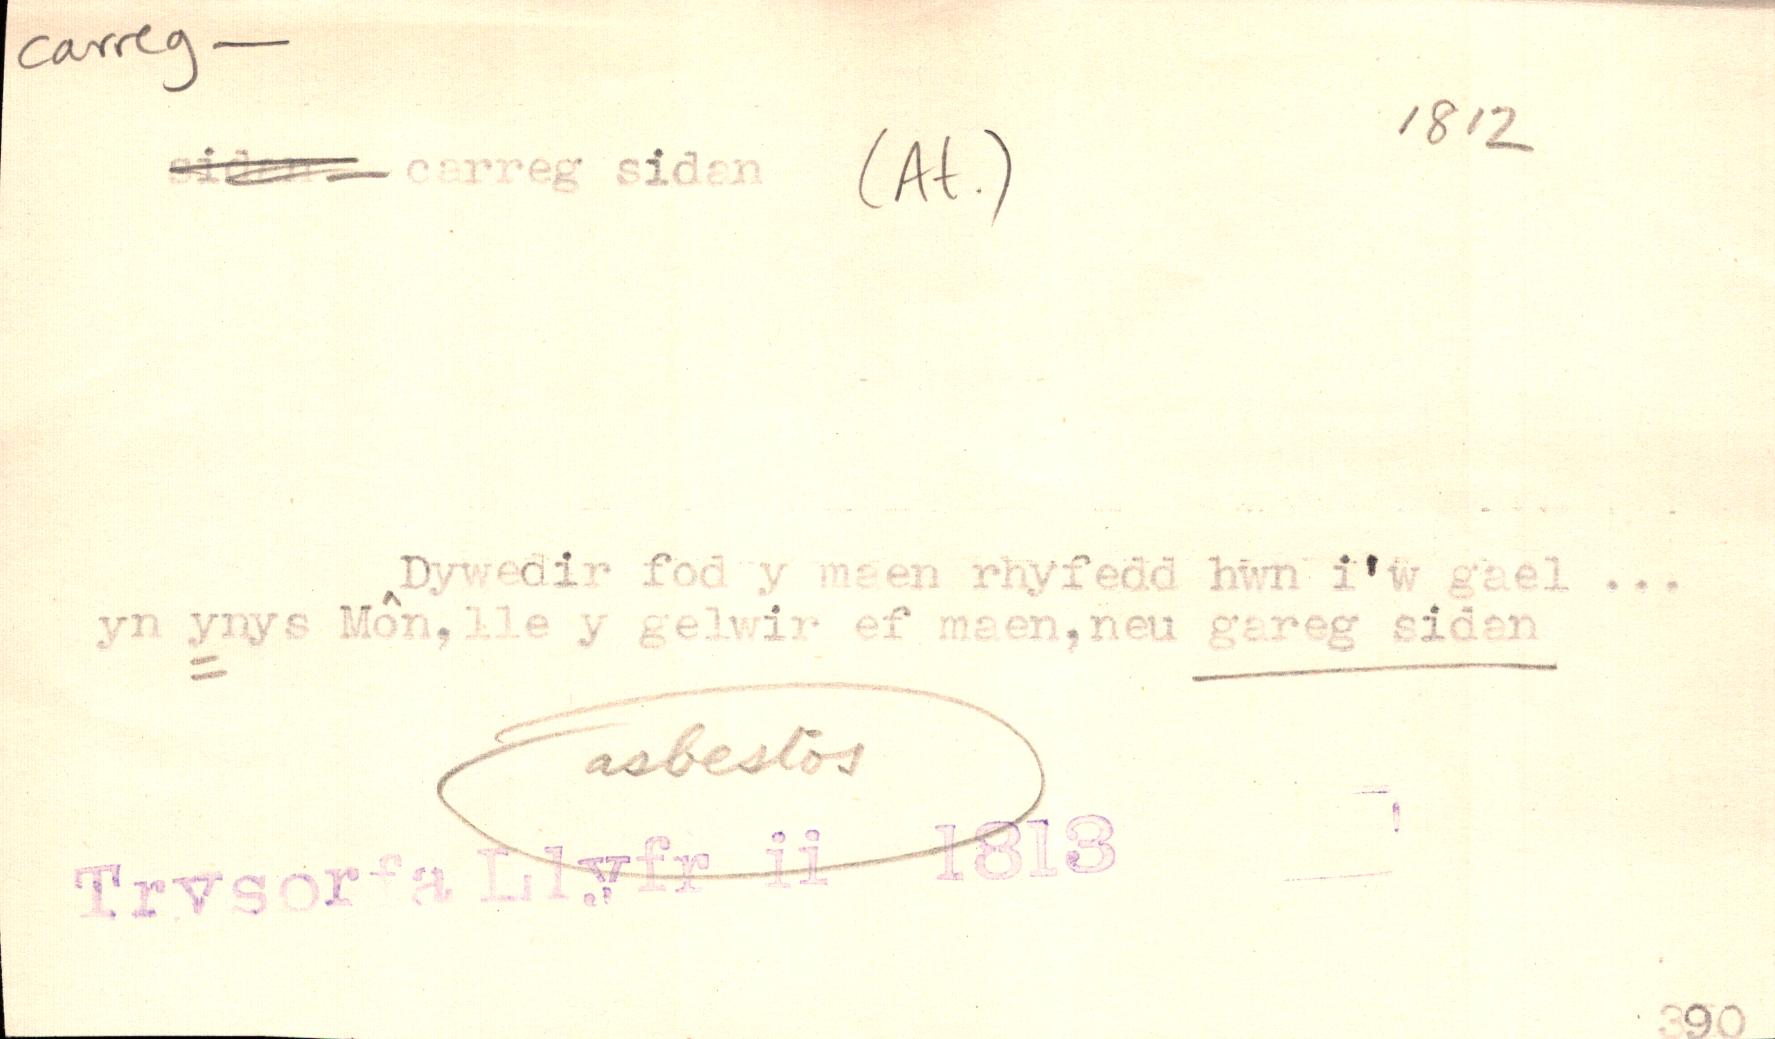 carreg —
1812
sidan carreg sidan (At.)
Dywedir fod y maen rhyfedd hwn i'w gael ...
yn ynys Môn, lle y gelwir ef maen, neu gareg sidan
asbestos
Trysorfa Llyfr ii 1813
390